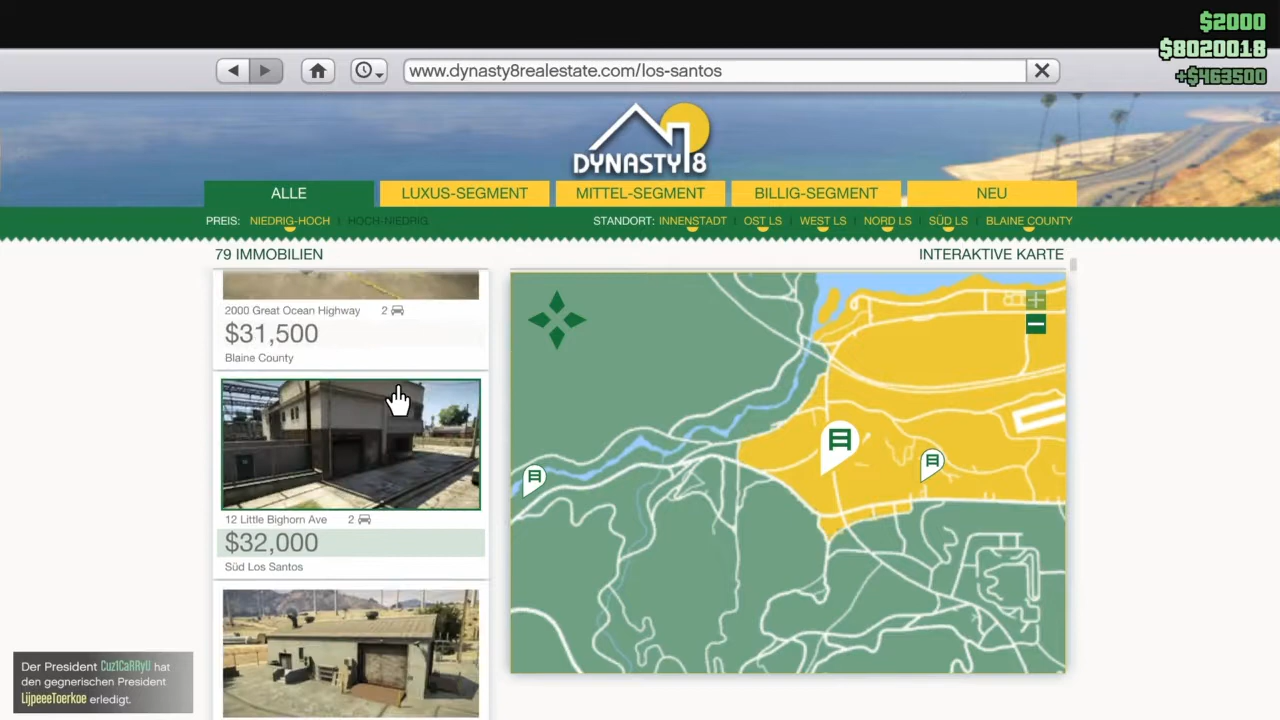 $2000
$8020018
+$463500
www.dynasty8realestate.com/los-santos
DYNASTY 8
ALLE
LUXUS-SEGMENT
MITTEL-SEGMENT
BILLIG-SEGMENT
NEU
PREIS: NIEDRIG-HOCH | HOCH-NIEDRIG
STANDORT: INNENSTADT | OST LS | WEST LS | NORD LS | SÜD LS | BLAINE COUNTY
79 IMMOBILIEN
INTERAKTIVE KARTE
2000 Great Ocean Highway 2
$31,500
Blaine County
12 Little Bighorn Ave 2
$32,000
Süd Los Santos
Der President Cuz1CaRRyU hat
den gegnerischen President
LijpeeeToerkoe erledigt.